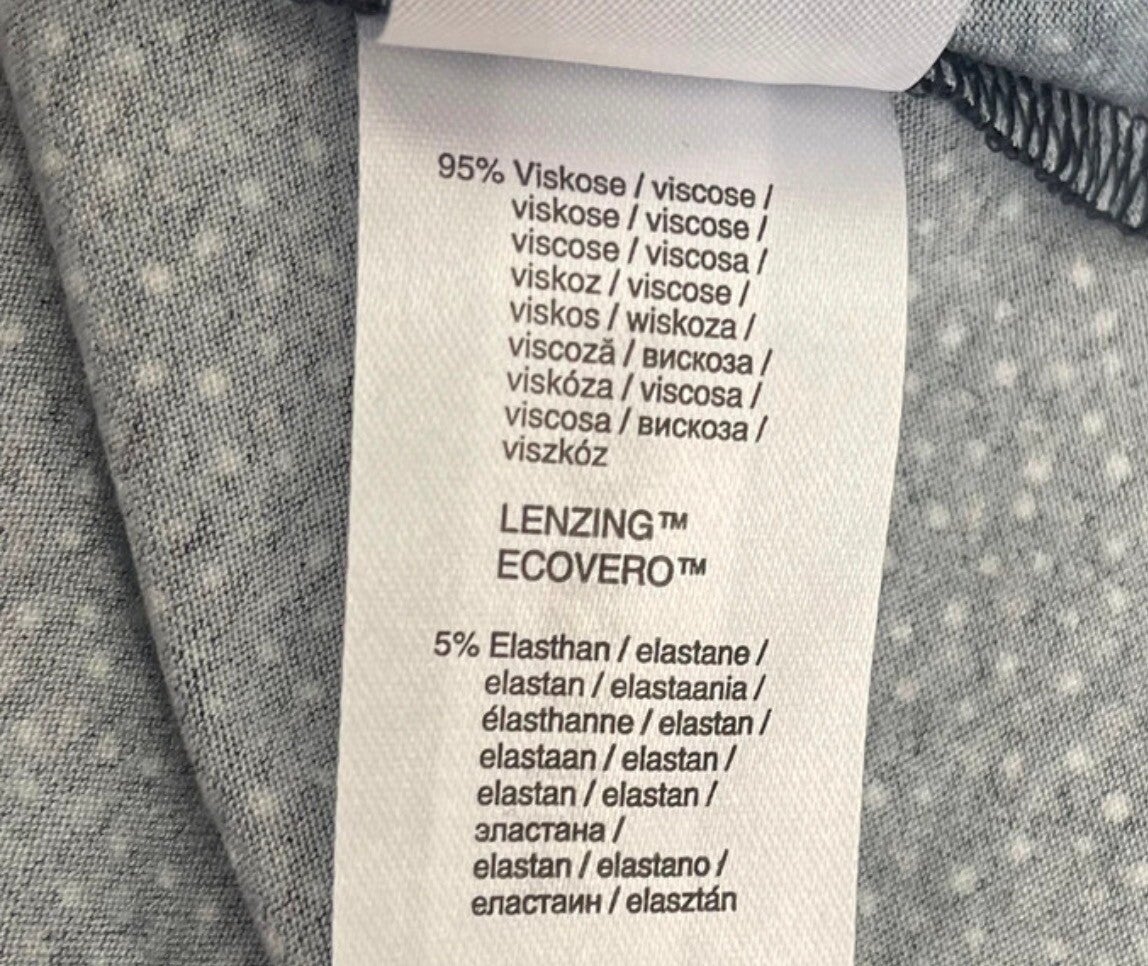 95% Viskose / viscose /
viskose / viscose /
viscose / viscosa /
viskoz / viscose /
viskos / wiskoza /
viscoză / вискоза /
viskóza / viscosa /
viscosa / вискоза /
viszkóz
LENZING™
ECOVERO™
5% Elasthan / elastane /
elastan / elastaania /
élasthanne / elastan /
elastaan / elastan /
elastan / elastan /
эластана /
elastan / elastano /
еластаин / elasztán